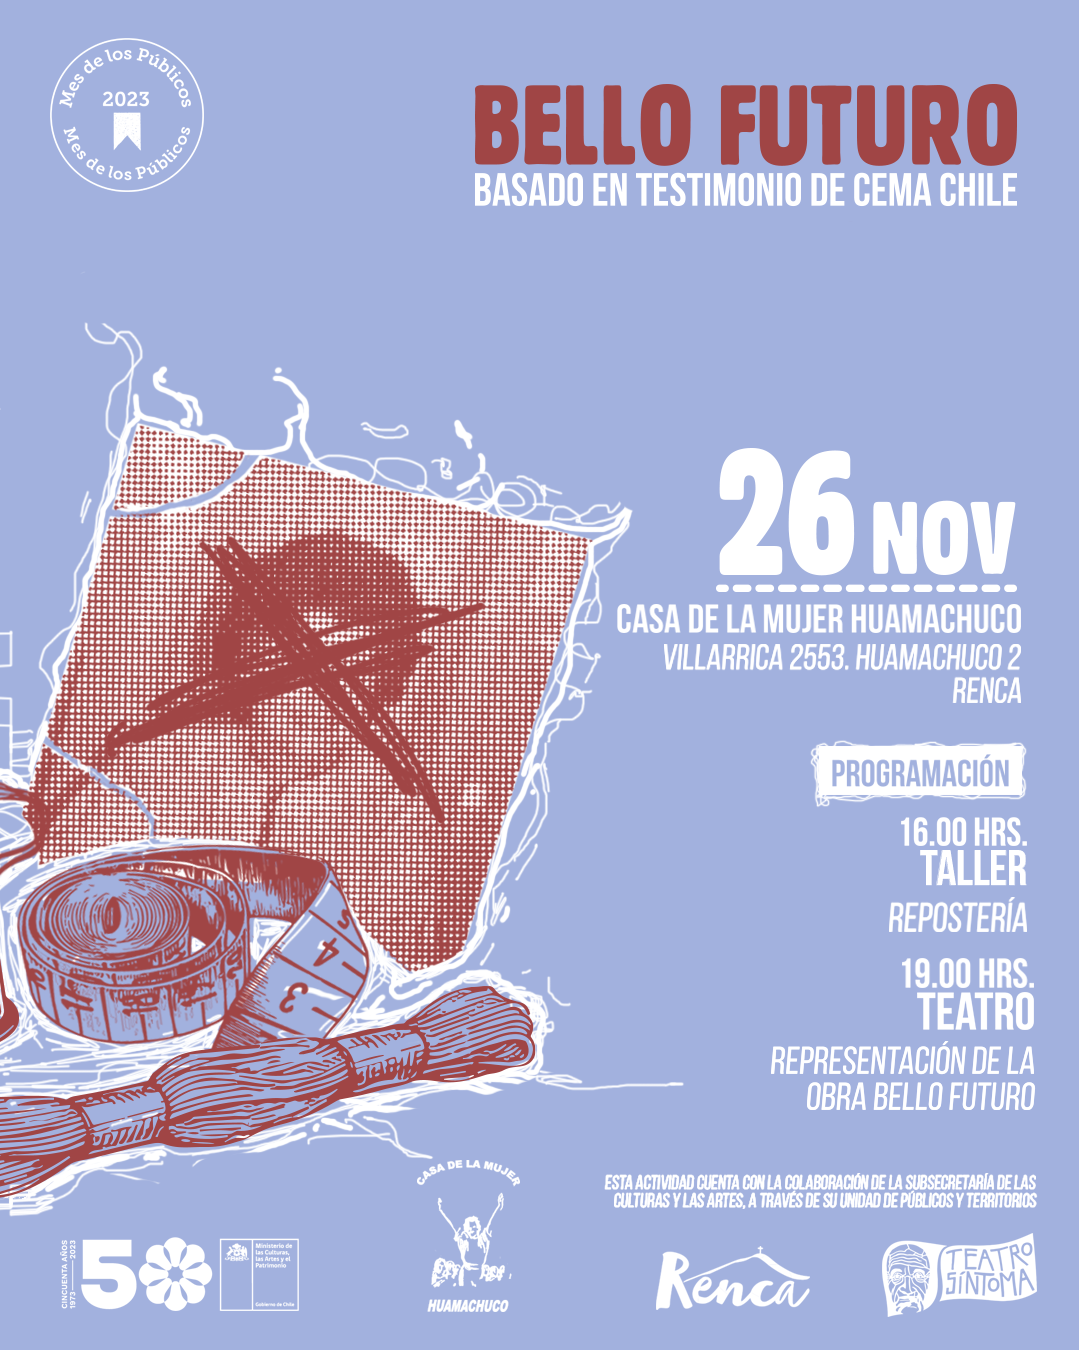 Mes de los Públicos
2023
Mes de los Públicos
BELLO FUTURO
BASADO EN TESTIMONIO DE CEMA CHILE
26 NOV
CASA DE LA MUJER HUAMACHUCO
VILLARRICA 2553. HUAMACHUCO 2
RENCA
PROGRAMACIÓN
16.00 HRS.
TALLER
REPOSTERÍA
19.00 HRS.
TEATRO
REPRESENTACIÓN DE LA
OBRA BELLO FUTURO
5
4
3
ESTA ACTIVIDAD CUENTA CON LA COLABORACIÓN DE LA SUBSECRETARÍA DE LAS
CULTURAS Y LAS ARTES, A TRAVÉS DE SU UNIDAD DE PÚBLICOS Y TERRITORIOS
CINCUENTA AÑOS
1973 2023
50
Ministerio de
las Culturas,
las Artes y el
Patrimonio
Gobierno de Chile
CASA DE LA MUJER
HUAMACHUCO
Renca
TEATRO
SÍNTOMA